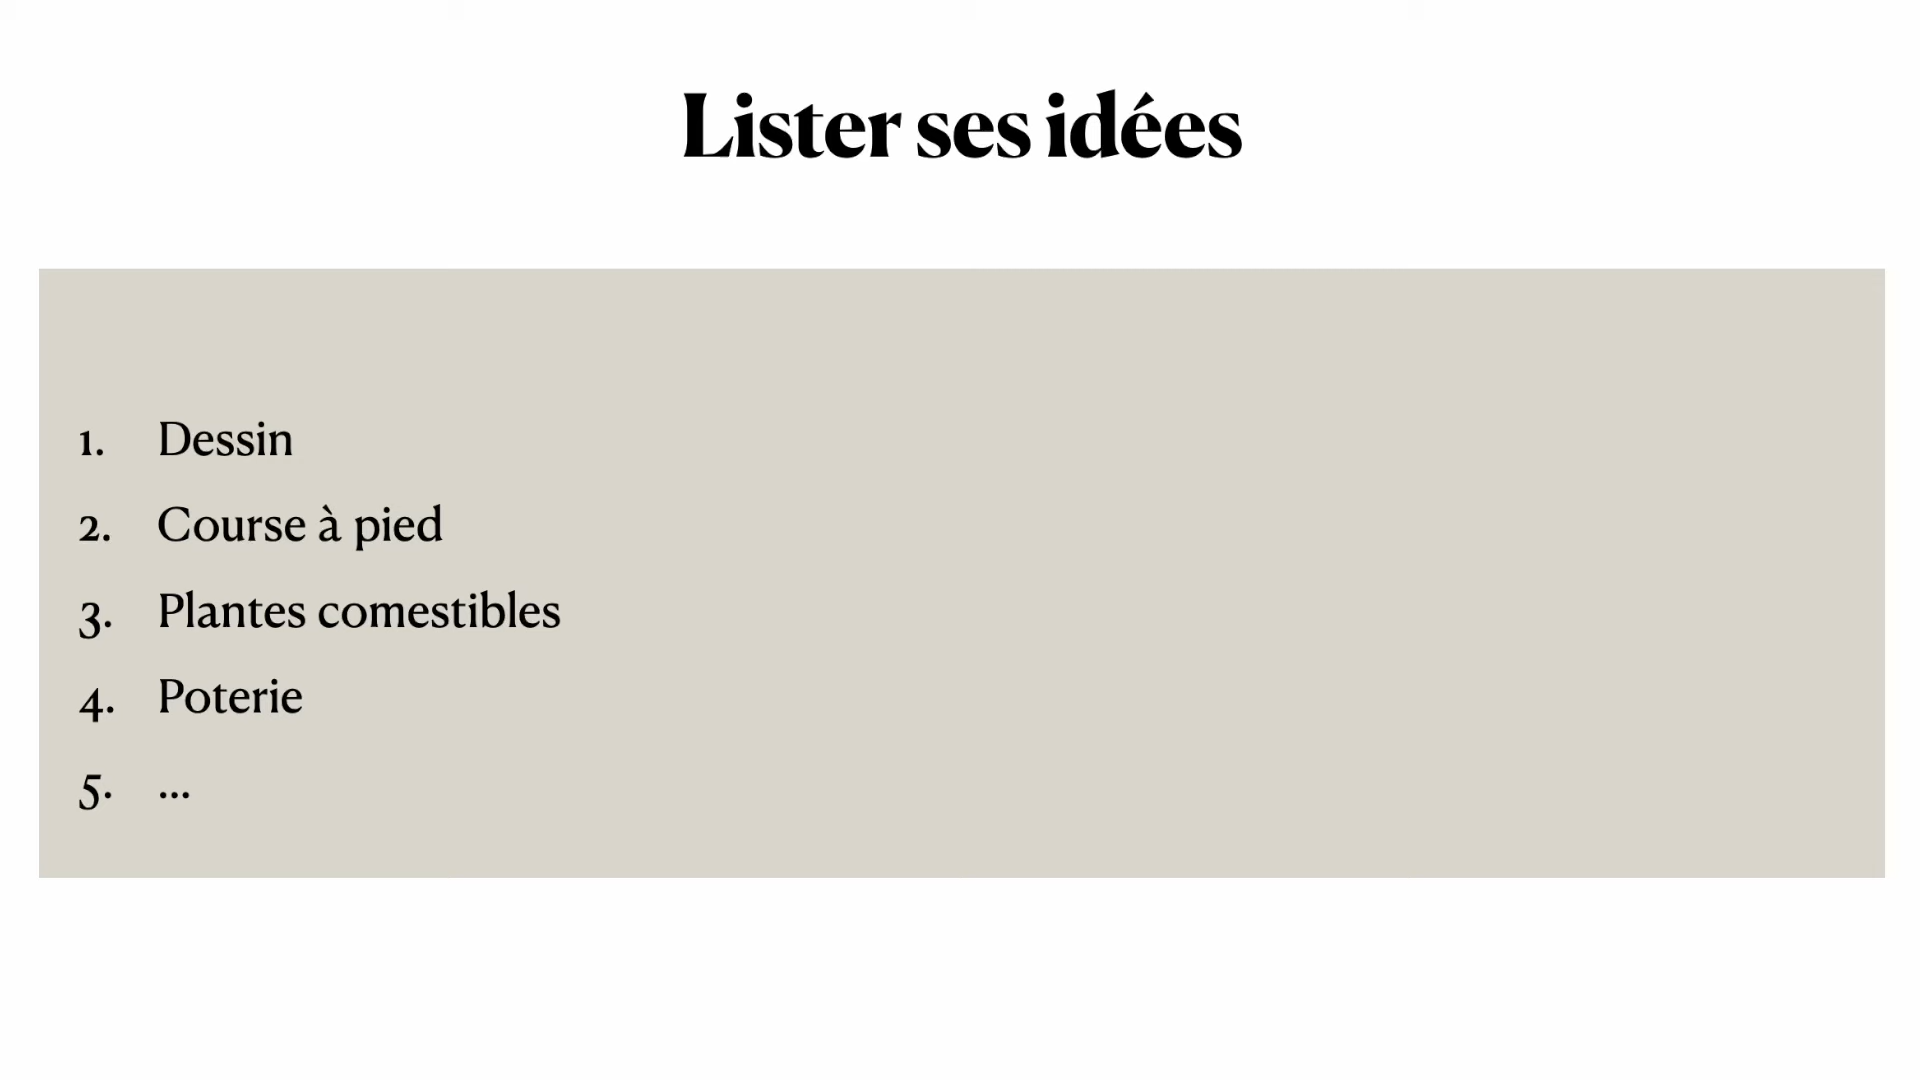 Lister ses idées
1. Dessin
2. Course à pied
3. Plantes comestibles
4. Poterie
5. ...